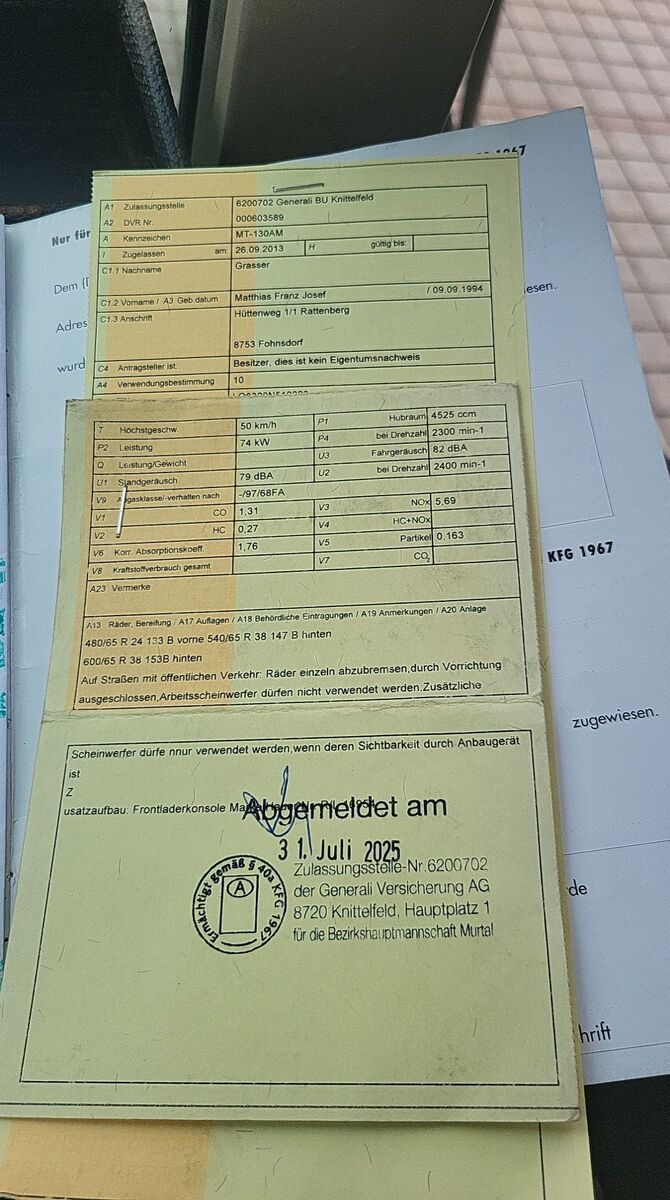 KFG 1967
Nur für
Dem (
Adres
wurd
esen.
A1 Zulassungsstelle 6200702 Generali BU Knittelfeld
A2 DVR Nr. 000603589
A Kennzeichen MT-130AM
I Zugelassen am: 26.09.2013 H gültig bis:
C1.1 Nachname Grasser
C1.2 Vorname / A3 Geb.datum Matthias Franz Josef / 09.09.1994
C1.3 Anschrift Hüttenweg 1/1 Rattenberg
8753 Fohnsdorf
C4 Antragsteller ist: Besitzer, dies ist kein Eigentumsnachweis
A4 Verwendungsbestimmung 10
T Höchstgeschw. 50 km/h P1 Hubraum 4525 ccm
P2 Leistung 74 kW P4 bei Drehzahl 2300 min-1
Q Leistung/Gewicht U3 Fahrgeräusch 82 dBA
U1 Standgeräusch 79 dBA U2 bei Drehzahl 2400 min-1
V9 Abgasklasse/-verhalten nach -/97/68FA
V1 CO 1,31 V3 NOx 5,69
V2 HC 0,27 V4 HC+NOx
V6 Korr. Absorptionskoeff. 1,76 V5 Partikel 0,163
V8 Kraftstoffverbrauch gesamt V7 CO2
A23 Vermerke
A13 Räder, Bereifung / A17 Auflagen / A18 Behördliche Eintragungen / A19 Anmerkungen / A20 Anlage
480/65 R 24 133 B vorne 540/65 R 38 147 B hinten
600/65 R 38 153B hinten
Auf Straßen mit öffentlichen Verkehr: Räder einzeln abzubremsen,durch Vorrichtung
ausgeschlossen,Arbeitsscheinwerfer dürfen nicht verwendet werden.Zusätzliche
Scheinwerfer dürfe nnur verwendet werden,wenn deren Sichtbarkeit durch Anbaugerät
ist
Z
usatzaufbau: Frontladerkonsole
Abgemeldet am
31. Juli 2025
Zulassungsstelle-Nr.6200702
der Generali Versicherung AG
8720 Knittelfeld, Hauptplatz 1
für die Bezirkshauptmannschaft Murtal
Ermächtigt gemäß § 40a KFG 1967
A
KFG 1967
zugewiesen.
de
hrift